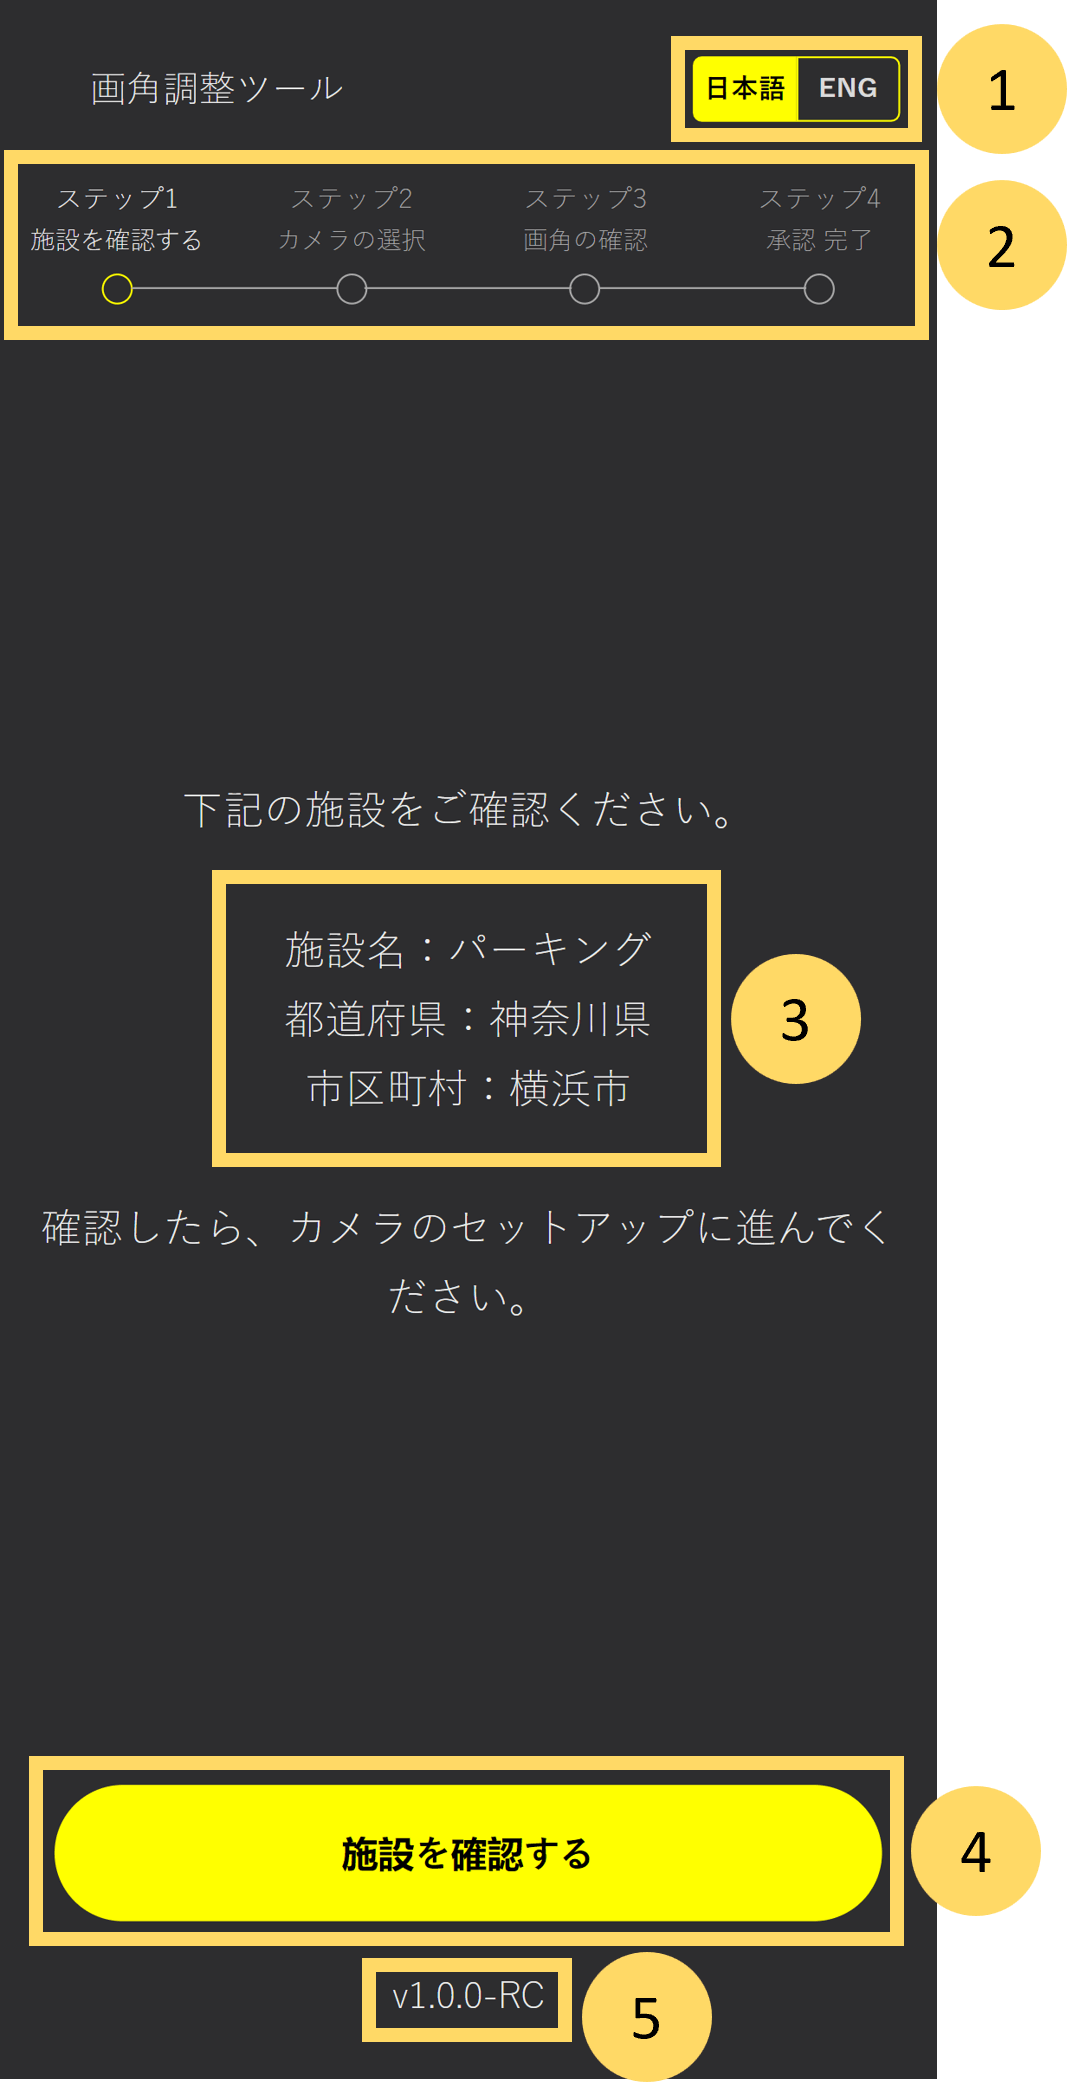 画角調整ツール
日本語 ENG
1
ステップ1 ステップ2 ステップ3 ステップ4
施設を確認する カメラの選択 画角の確認 承認 完了
2
下記の施設をご確認ください。
施設名：パーキング
都道府県：神奈川県
市区町村：横浜市
3
確認したら、カメラのセットアップに進んでく
ださい。
施設を確認する
4
v1.0.0-RC
5